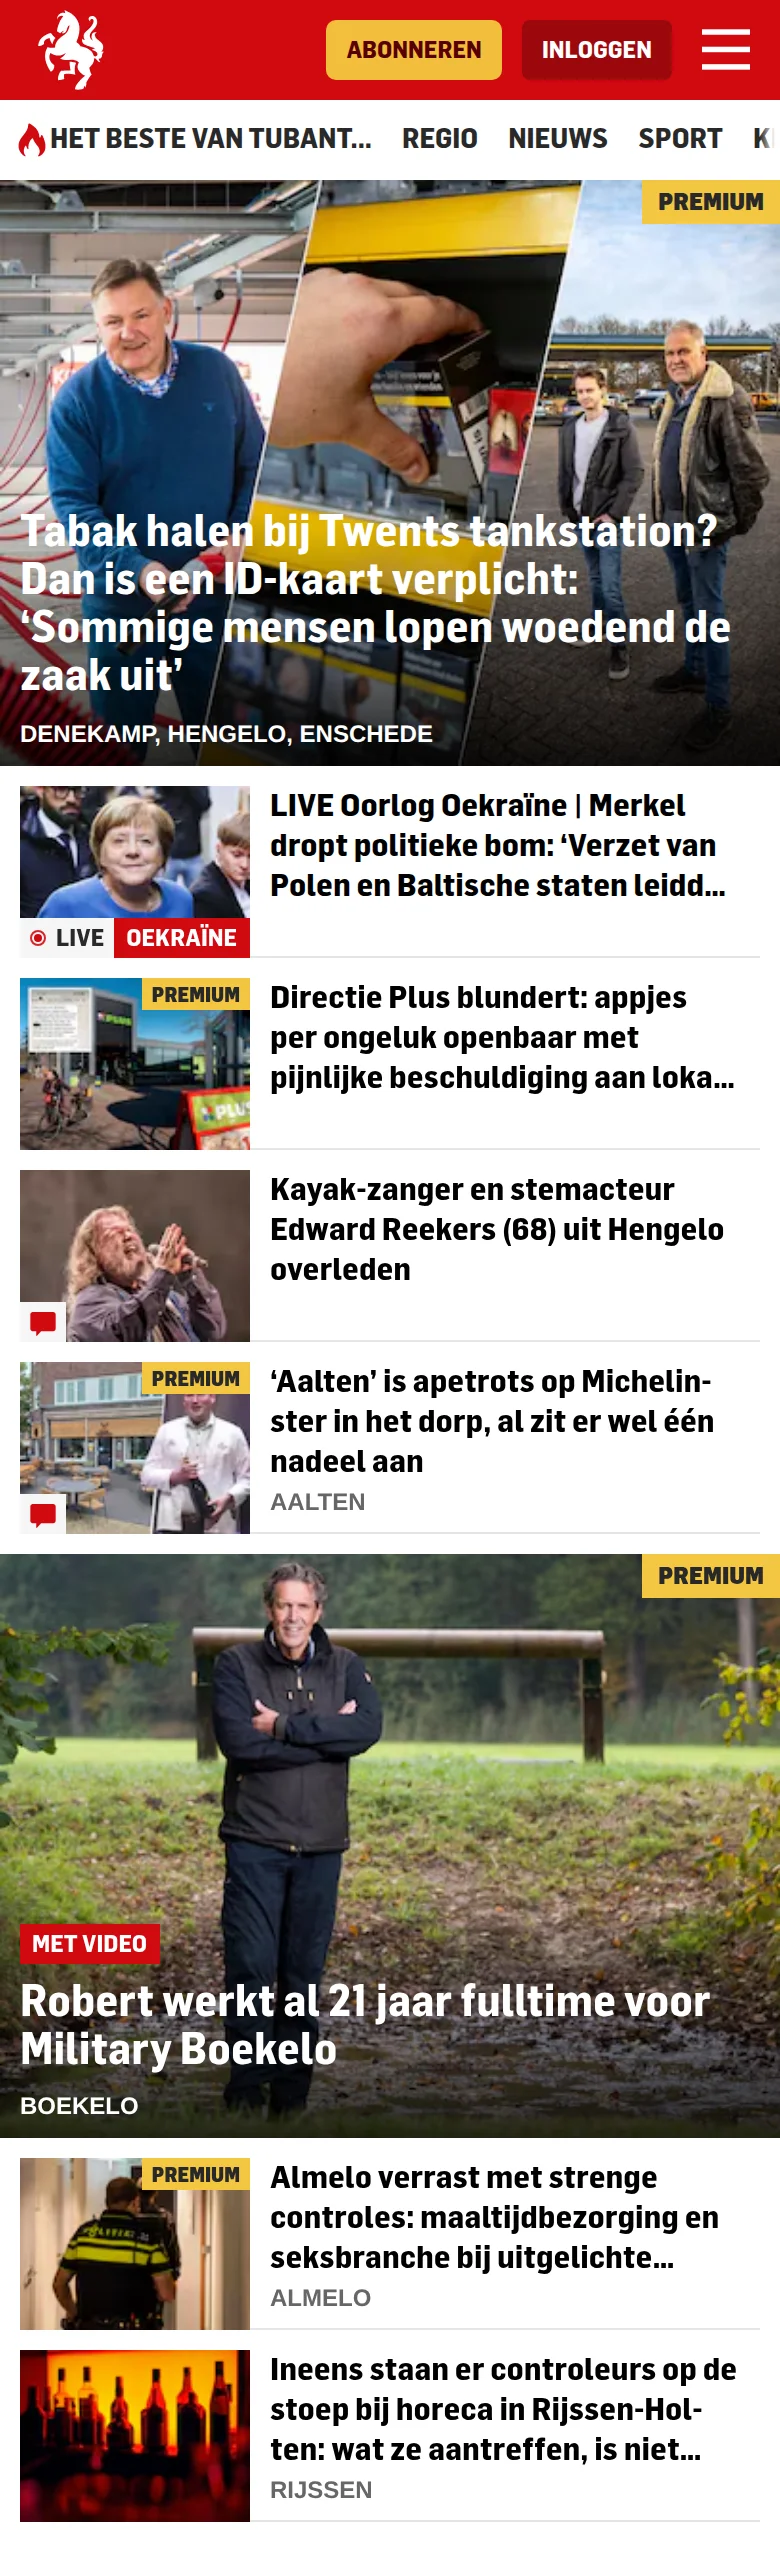 ABONNEREN
INLOGGEN
HET BESTE VAN TUBANT...
REGIO
NIEUWS
SPORT
PREMIUM
Tabak halen bij Twents tankstation?
Dan is een ID-kaart verplicht:
‘Sommige mensen lopen woedend de
zaak uit’
DENEKAMP, HENGELO, ENSCHEDE
LIVE Oorlog Oekraïne | Merkel
dropt politieke bom: ‘Verzet van
Polen en Baltische staten leidd...
LIVE
OEKRAÏNE
PREMIUM
PLUS
PLUS
Directie Plus blundert: appjes
per ongeluk openbaar met
pijnlijke beschuldiging aan loka...
Kayak-zanger en stemacteur
Edward Reekers (68) uit Hengelo
overleden
PREMIUM
‘Aalten’ is apetrots op Michelin-
ster in het dorp, al zit er wel één
nadeel aan
AALTEN
PREMIUM
MET VIDEO
Robert werkt al 21 jaar fulltime voor
Military Boekelo
BOEKELO
PREMIUM
Almelo verrast met strenge
controles: maaltijdbezorging en
seksbranche bij uitgelichte...
ALMELO
Ineens staan er controleurs op de
stoep bij horeca in Rijssen-Hol-
ten: wat ze aantreffen, is niet...
RIJSSEN